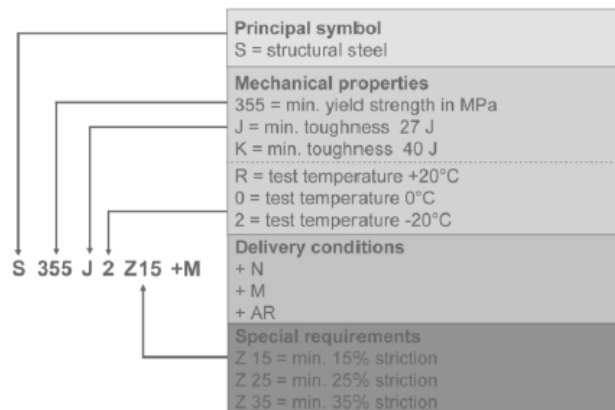 Principal symbol
S = structural steel
Mechanical properties
355 = min. yield strength in MPa
J = min. toughness 27 J
K = min. toughness 40 J
R = test temperature +20°C
0 = test temperature 0°C
2 = test temperature -20°C
S 355 J 2 Z15 +M
Delivery conditions
+ N
+ M
+ AR
Special requirements
Z 15 = min. 15% striction
Z 25 = min. 25% striction
Z 35 = min. 35% striction